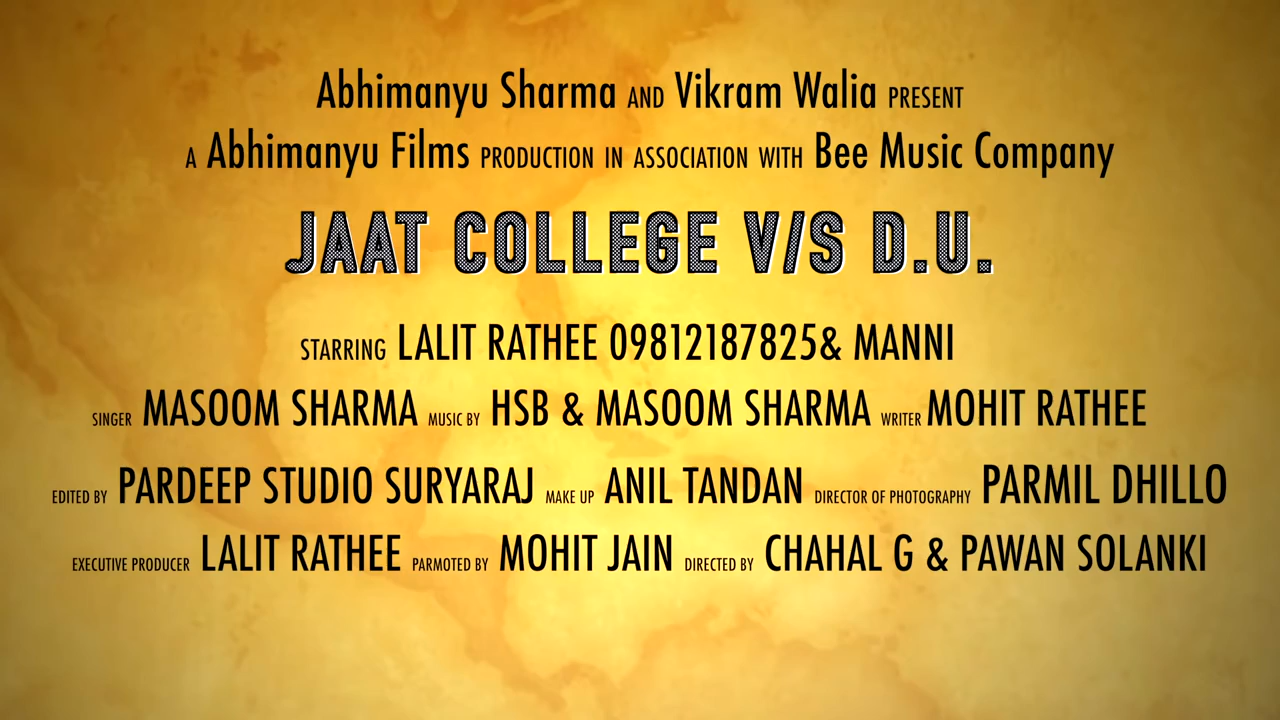 Abhimanyu Sharma AND Vikram Walia PRESENT
A Abhimanyu Films PRODUCTION IN ASSOCIATION WITH Bee Music Company
JAAT COLLEGE V/S D.U.
STARRING LALIT RATHEE 09812187825& MANNI
SINGER MASOOM SHARMA MUSIC BY HSB & MASOOM SHARMA WRITER MOHIT RATHEE
EDITED BY PARDEEP STUDIO SURYARAJ MAKE UP ANIL TANDAN DIRECTOR OF PHOTOGRAPHY PARMIL DHILLO
EXECUTIVE PRODUCER LALIT RATHEE PARMOTED BY MOHIT JAIN DIRECTED BY CHAHAL G & PAWAN SOLANKI